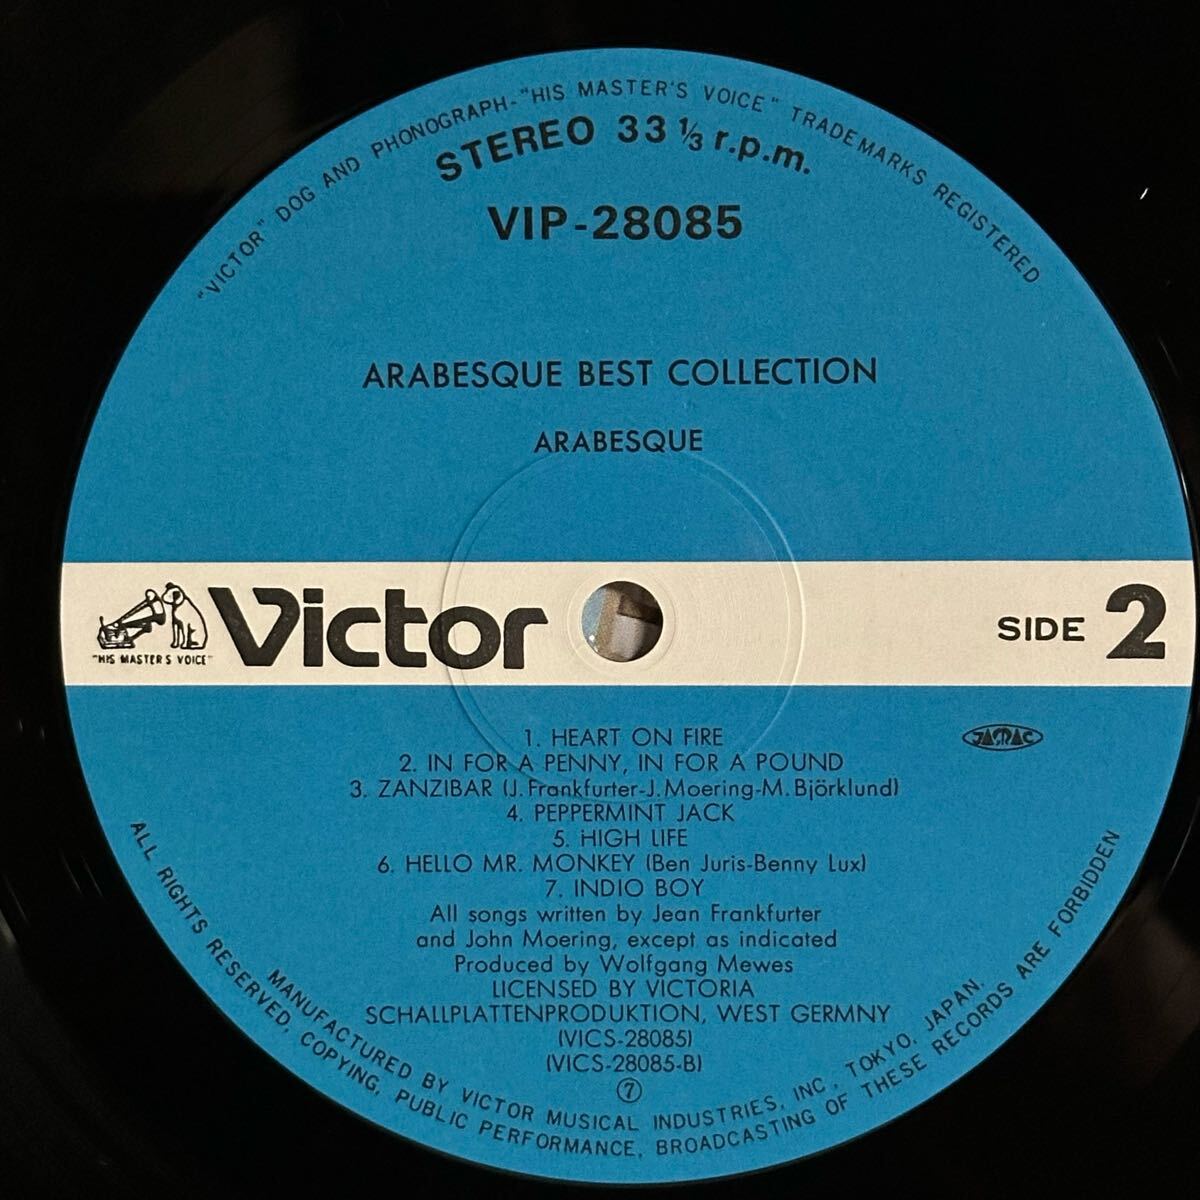 "VICTOR" DOG AND PHONOGRAPH-"HIS MASTER'S VOICE" TRADEMARKS REGISTERED
STEREO 33 1/3 r.p.m.
VIP-28085
ARABESQUE BEST COLLECTION
ARABESQUE
"HIS MASTER'S VOICE"
Victor
SIDE 2
1. HEART ON FIRE
JASRAC
2. IN FOR A PENNY, IN FOR A POUND
3. ZANZIBAR (J. Frankfurter-J. Moering-M. Björklund)
4. PEPPERMINT JACK
5. HIGH LIFE
6. HELLO MR. MONKEY (Ben Juris-Benny Lux)
7. INDIO BOY
All songs written by Jean Frankfurter
and John Moering, except as indicated
Produced by Wolfgang Mewes
LICENSED BY VICTORIA
SCHALLPLATTENPRODUKTION, WEST GERMNY
(VICS-28085)
(VICS-28085-B)
⑦
MANUFACTURED BY VICTOR MUSICAL INDUSTRIES, INC., TOKYO, JAPAN.
ALL RIGHTS RESERVED, COPYING, PUBLIC PERFORMANCE, BROADCASTING OF THESE RECORDS ARE FORBIDDEN